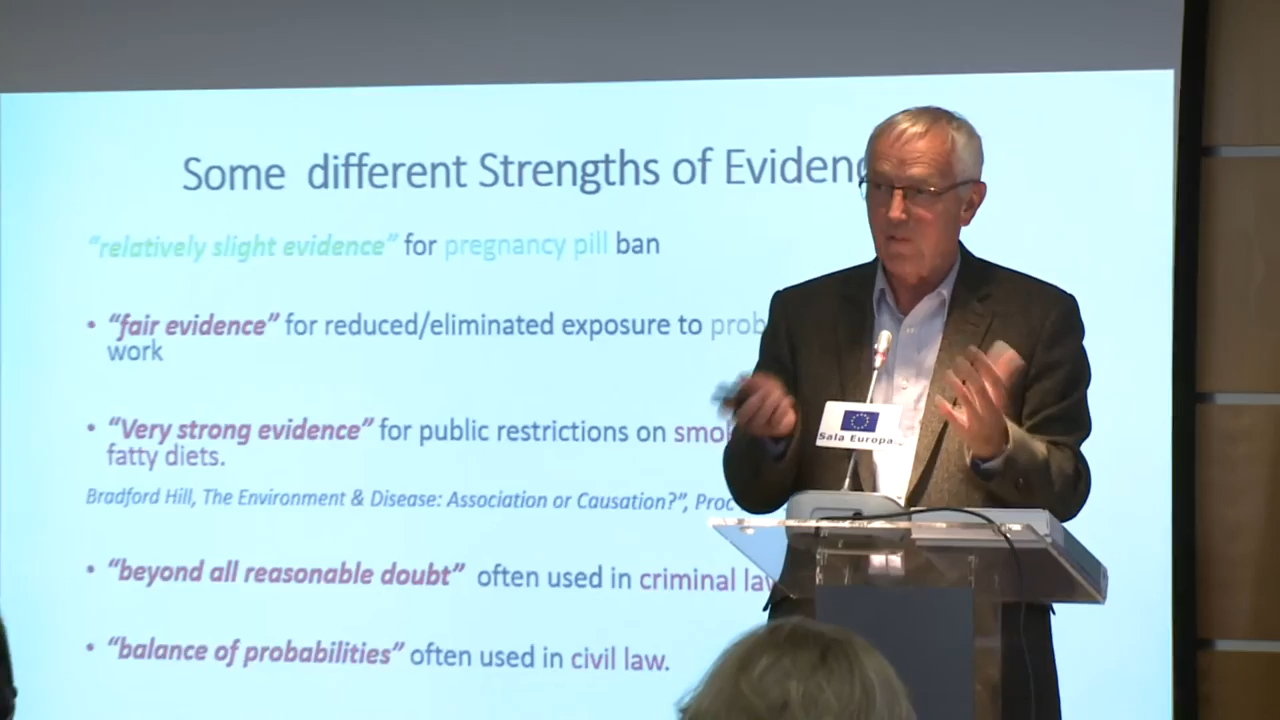 Some different Strengths of Eviden
"relatively slight evidence" for pregnancy pill ban
• "fair evidence" for reduced/eliminated exposure to prob
work
• "Very strong evidence" for public restrictions on smo
fatty diets.
Bradford Hill, The Environment & Disease: Association or Causation?", Proc
• "beyond all reasonable doubt" often used in criminal la
• "balance of probabilities" often used in civil law.
Sala Europa